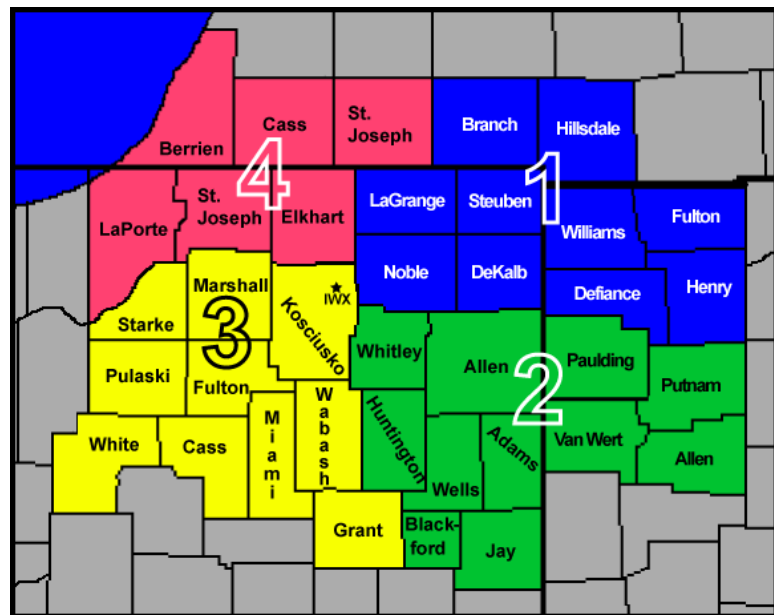 St.
Cass
Joseph
Branch
Hillsdale
Berrien
4
1
LaPorte
St.
Joseph
Elkhart
LaGrange
Steuben
Williams
Fulton
Noble
DeKalb
Defiance
Henry
Marshall
IWX
Kosciusko
Starke
3
Whitley
Allen
2
Paulding
Putnam
Pulaski
Fulton
Wabash
Huntington
Adams
Van Wert
Allen
White
Cass
Miami
Wells
Grant
Black-
ford
Jay